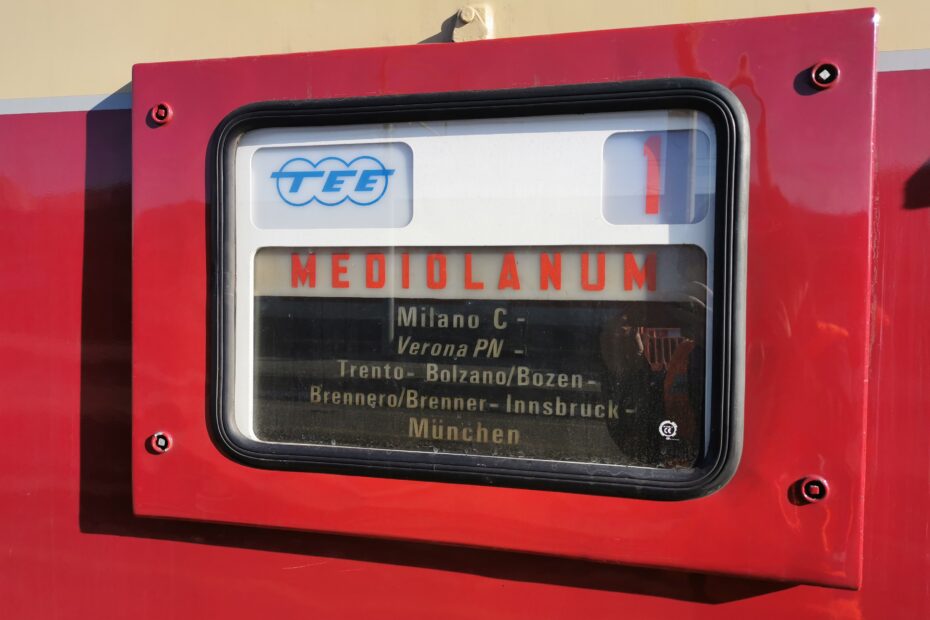 TEE
1
MEDIOLANUM
Milano C -
Verona PN -
Trento - Bolzano/Bozen -
Brennero/Brenner - Innsbruck -
München